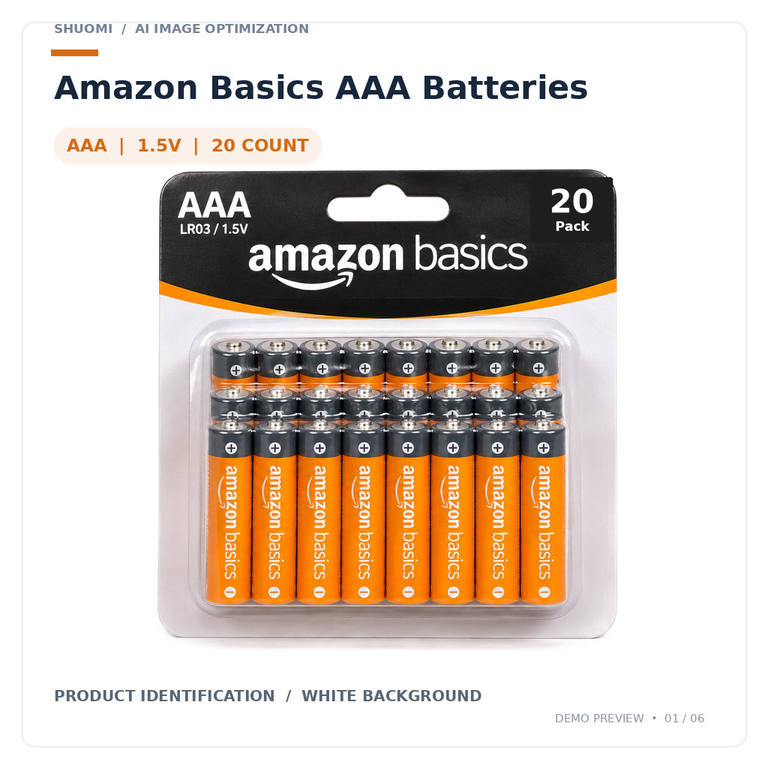 SHUOMI / AI IMAGE OPTIMIZATION
Amazon Basics AAA Batteries
AAA | 1.5V | 20 COUNT
AAA
LR03 / 1.5V
20
Pack
amazon basics
amazon basics
amazon basics
amazon basics
amazon basics
amazon basics
amazon basics
amazon basics
amazon basics
PRODUCT IDENTIFICATION / WHITE BACKGROUND
DEMO PREVIEW • 01 / 06